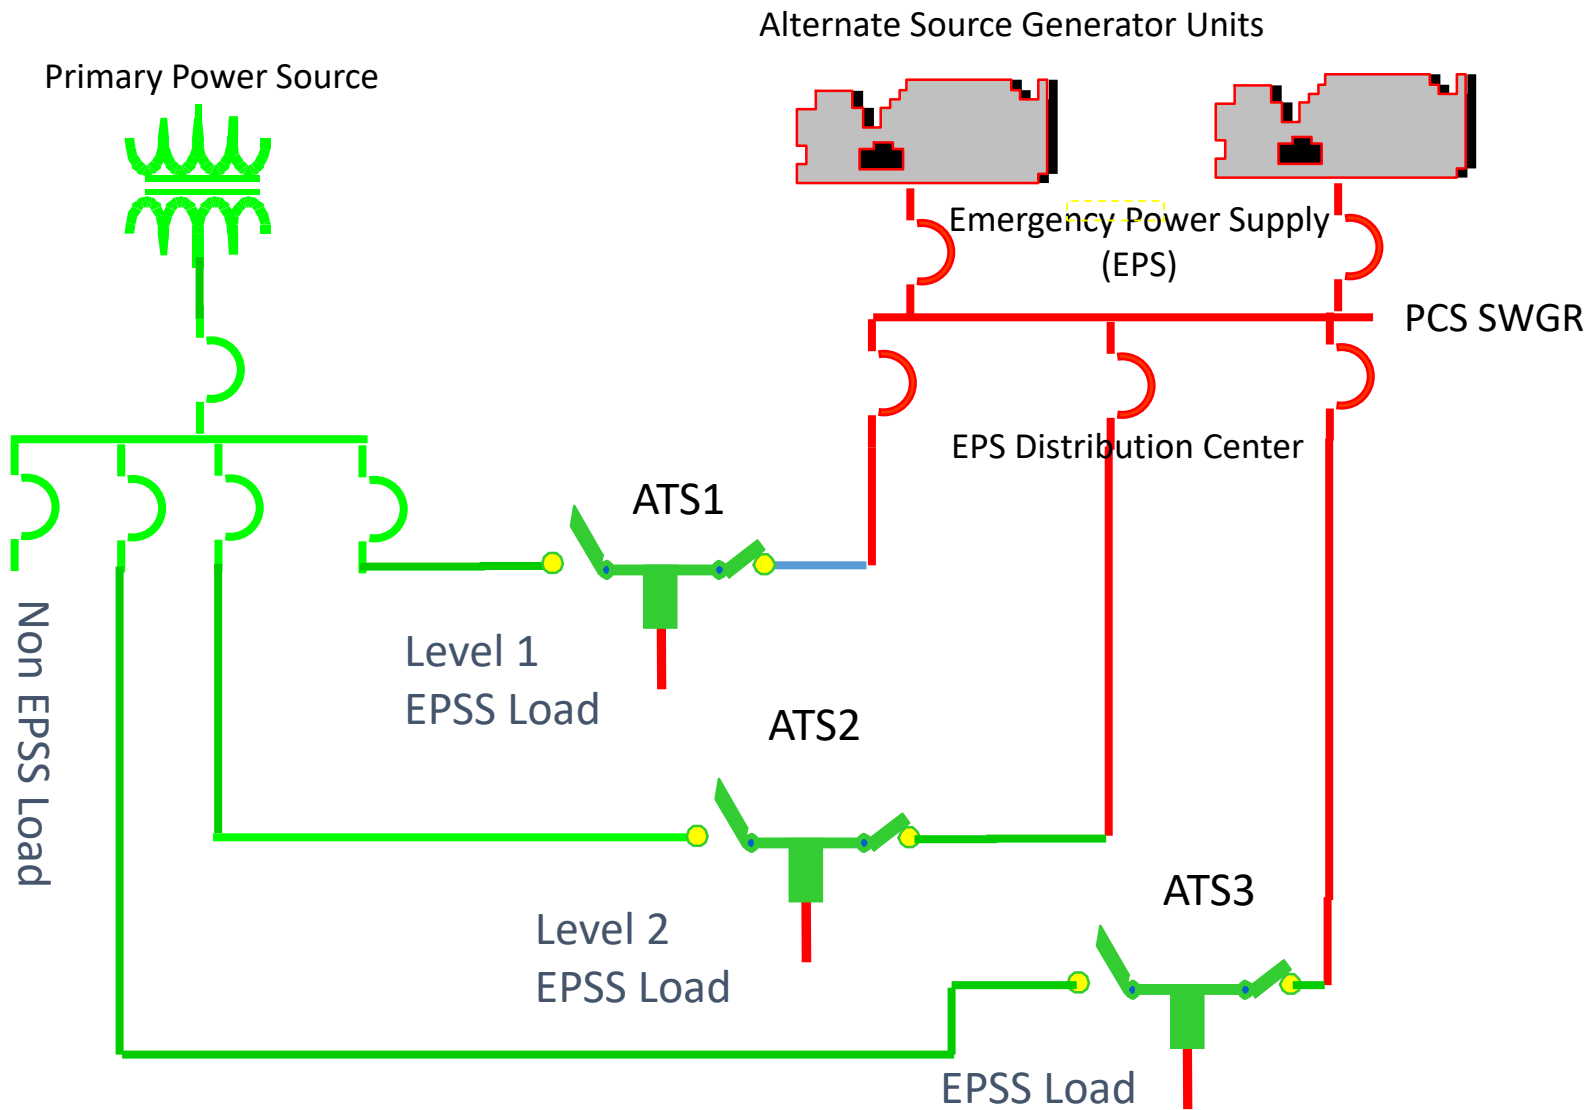 Alternate Source Generator Units
Primary Power Source
Emergency Power Supply
(EPS)
PCS SWGR
EPS Distribution Center
ATS1
Non EPSS Load
Level 1
EPSS Load
ATS2
Level 2
EPSS Load
ATS3
EPSS Load